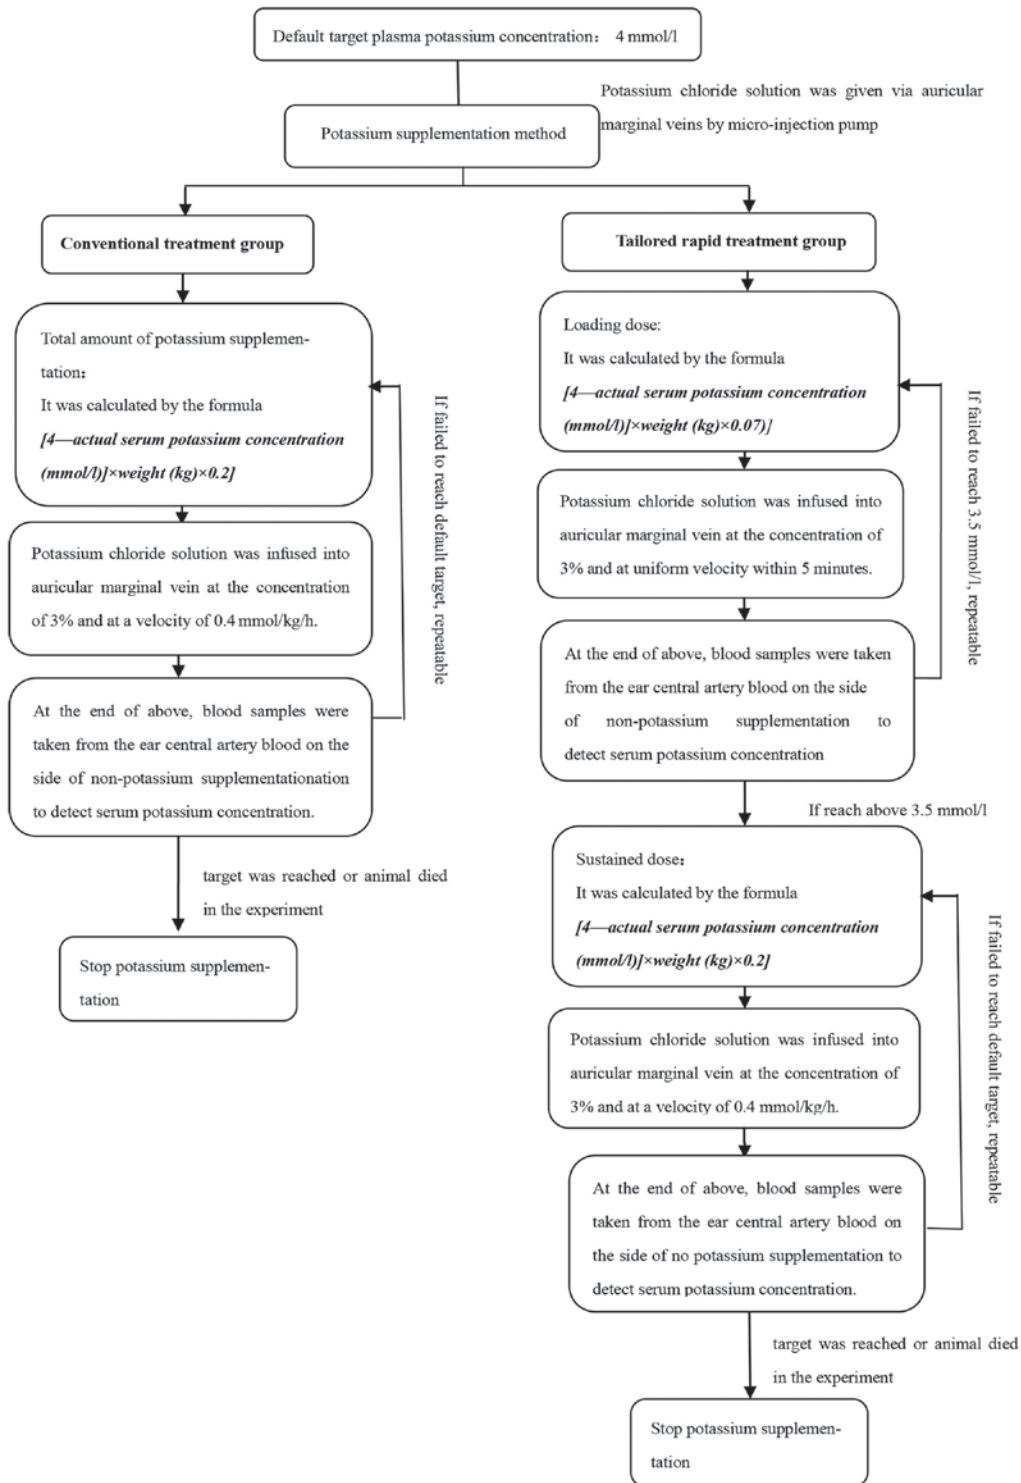 Default target plasma potassium concentration： 4 mmol/l
Potassium chloride solution was given via auricular
marginal veins by micro-injection pump
Potassium supplementation method
Conventional treatment group
Total amount of potassium supplemen-
tation：
It was calculated by the formula
[4—actual serum potassium concentration
(mmol/l)]×weight (kg)×0.2]
If failed to reach default target, repeatable
Potassium chloride solution was infused into
auricular marginal vein at the concentration
of 3% and at a velocity of 0.4 mmol/kg/h.
At the end of above, blood samples were
taken from the ear central artery blood on the
side of non-potassium supplementationation
to detect serum potassium concentration.
target was reached or animal died
in the experiment
Stop potassium supplemen-
tation
Tailored rapid treatment group
Loading dose:
It was calculated by the formula
[4—actual serum potassium concentration
(mmol/l)]×weight (kg)×0.07)]
If failed to reach 3.5 mmol/l, repeatable
Potassium chloride solution was infused into
auricular marginal vein at the concentration of
3% and at uniform velocity within 5 minutes.
At the end of above, blood samples were taken
from the ear central artery blood on the side
of non-potassium supplementation to
detect serum potassium concentration
If reach above 3.5 mmol/l
Sustained dose：
It was calculated by the formula
[4—actual serum potassium concentration
(mmol/l)]×weight (kg)×0.2]
If failed to reach default target, repeatable
Potassium chloride solution was infused into
auricular marginal vein at the concentration of
3% and at a velocity of 0.4 mmol/kg/h.
At the end of above, blood samples were
taken from the ear central artery blood on
the side of no potassium supplementation to
detect serum potassium concentration.
target was reached or animal died
in the experiment
Stop potassium supplemen-
tation